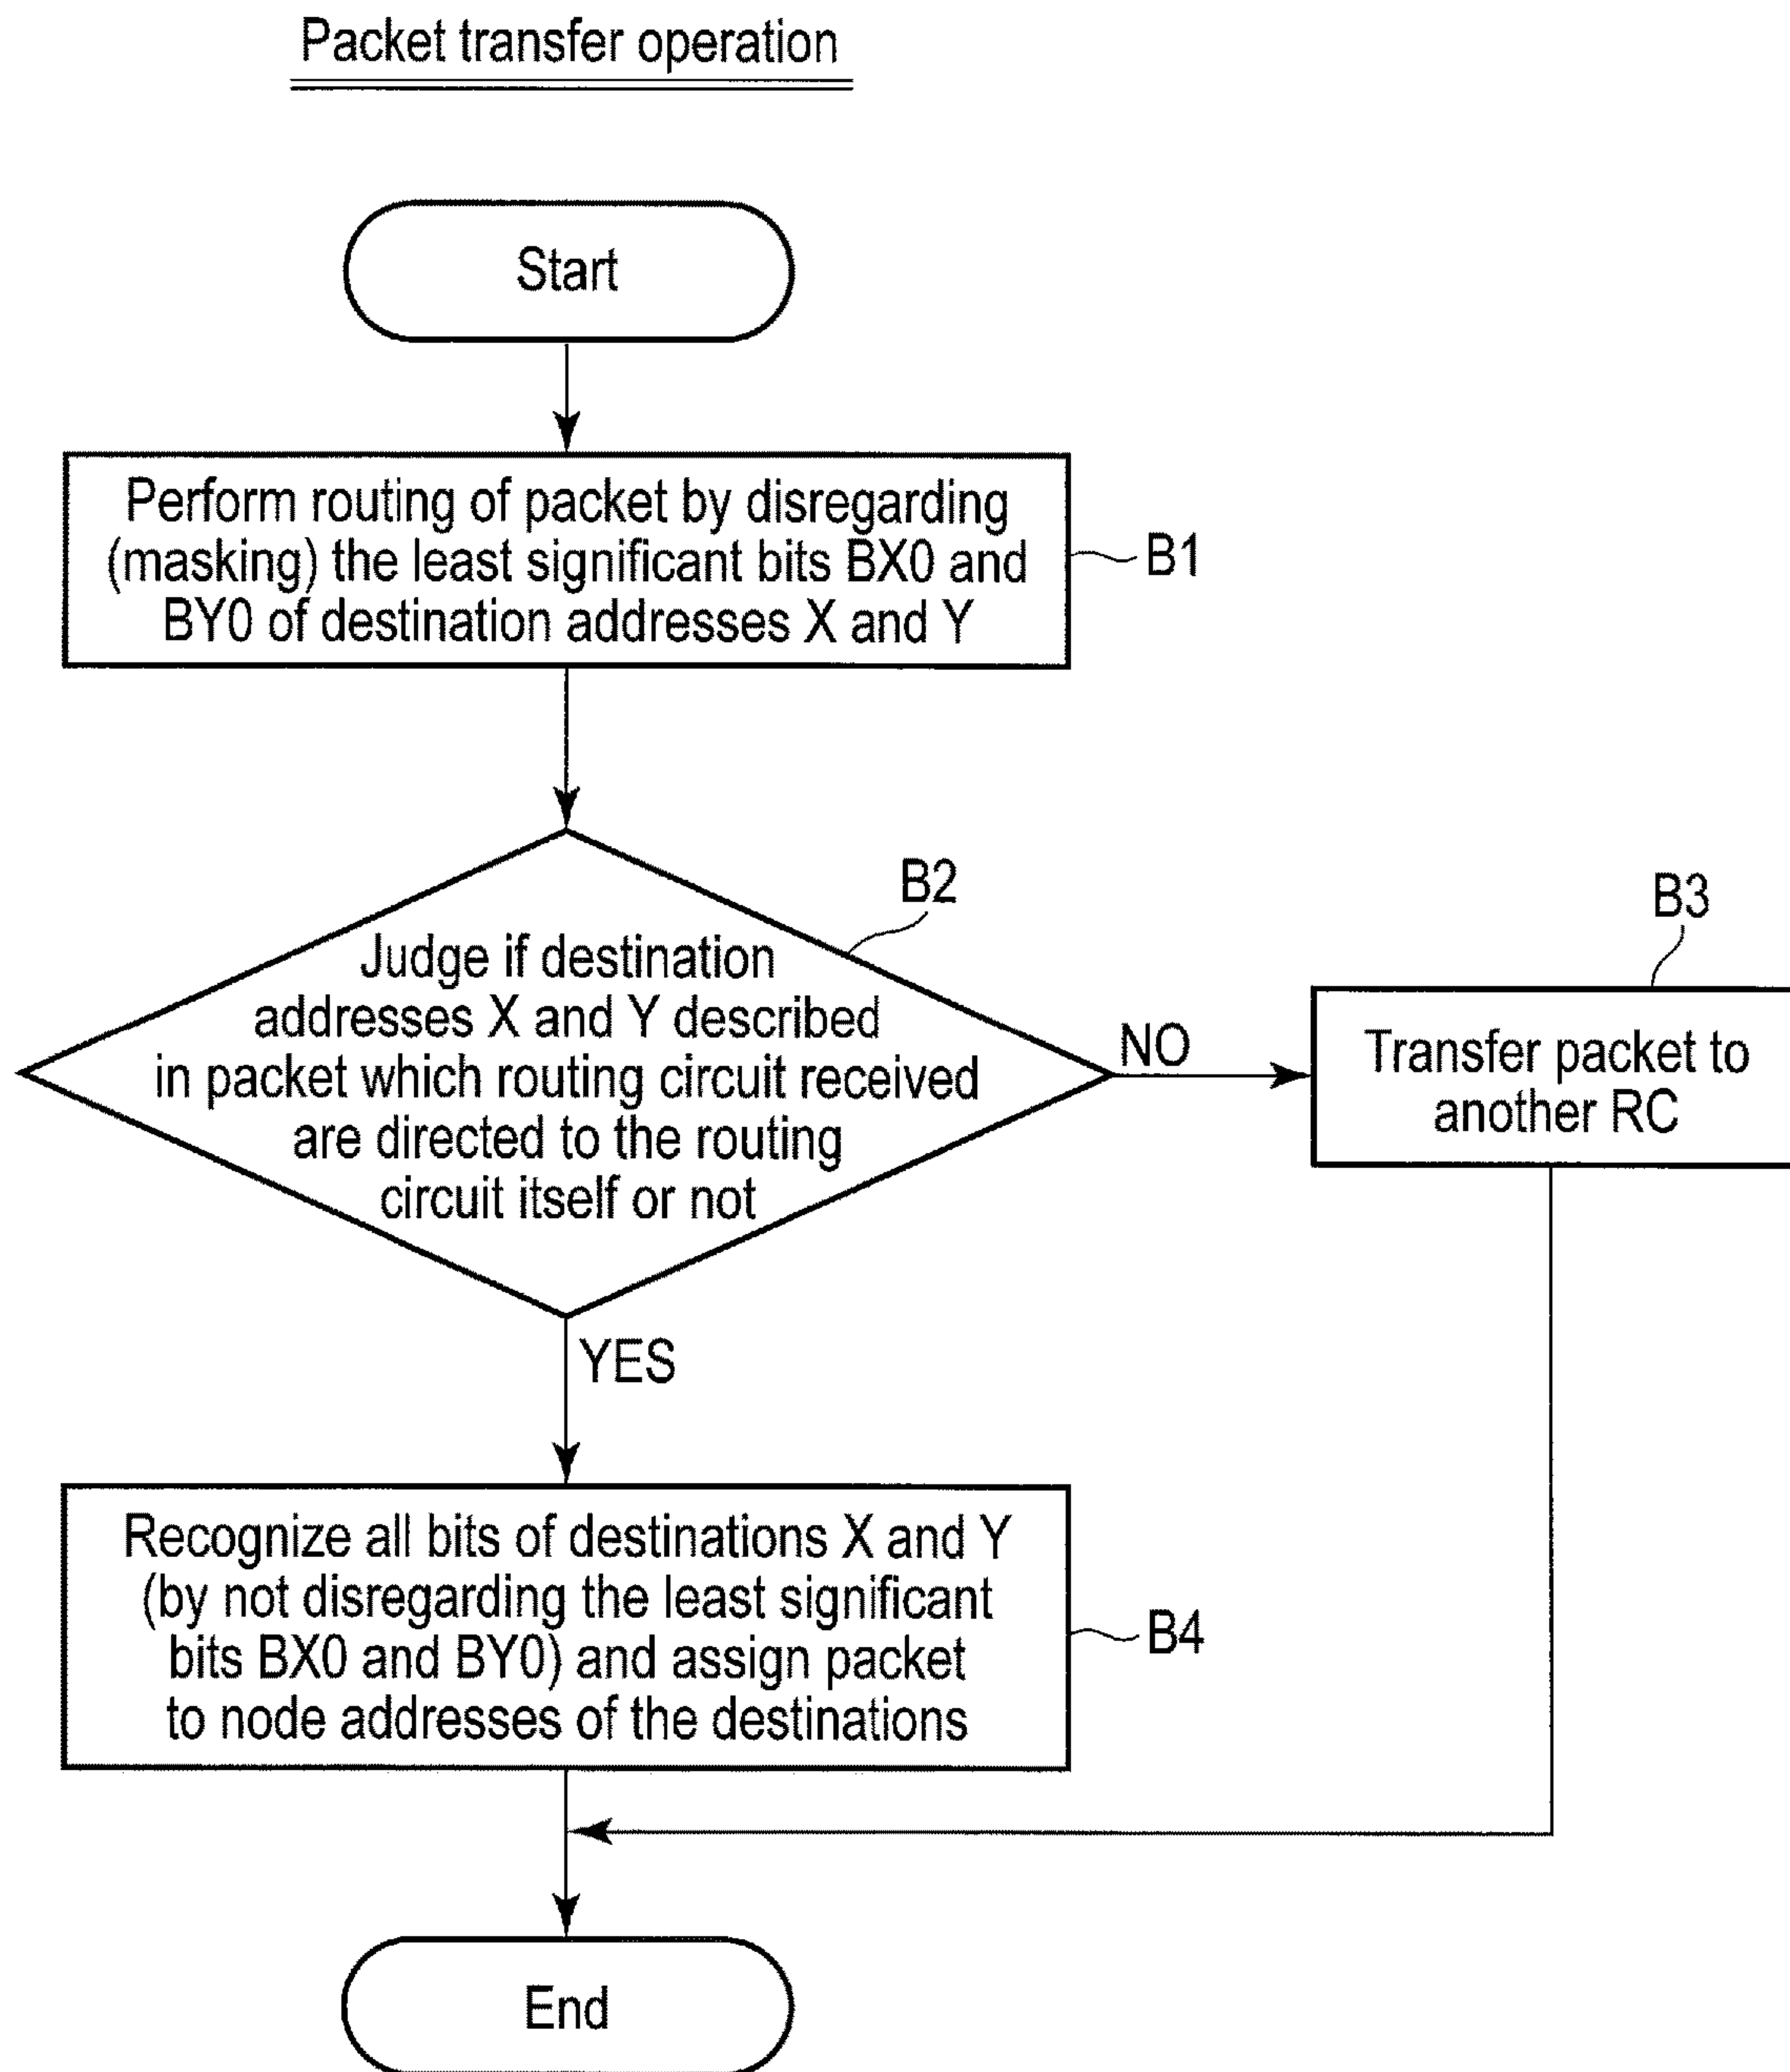 Packet transfer operation
Start
Perform routing of packet by disregarding
(masking) the least significant bits BX0 and
BY0 of destination addresses X and Y
B1
B2
Judge if destination
addresses X and Y described
in packet which routing circuit received
are directed to the routing
circuit itself or not
NO
B3
Transfer packet to
another RC
YES
Recognize all bits of destinations X and Y
(by not disregarding the least significant
bits BX0 and BY0) and assign packet
to node addresses of the destinations
B4
End